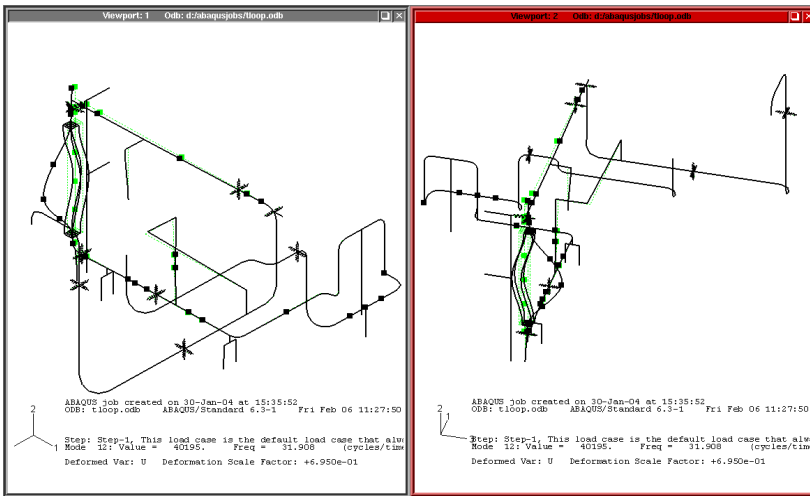 Viewport: 1 Odb: d:/abaqusjobs/tloop.odb
2
1
ABAQUS job created on 30-Jan-04 at 15:35:52
ODB: tloop.odb ABAQUS/Standard 6.3-1 Fri Feb 06 11:27:50
Step: Step-1, This load case is the default load case that
Mode 12: Value = 40195. Freq = 31.908 (cycles/time
Deformed Var: U Deformation Scale Factor: +6.950e-01
Viewport: 2 Odb: d:/abaqusjobs/tloop.odb
2
1
3
ABAQUS job created on 30-Jan-04 at 15:35:52
ODB: tloop.odb ABAQUS/Standard 6.3-1 Fri Feb 06 11:27:50
Step: Step-1, This load case is the default load case that
Mode 12: Value = 40195. Freq = 31.908 (cycles/time
Deformed Var: U Deformation Scale Factor: +6.950e-01